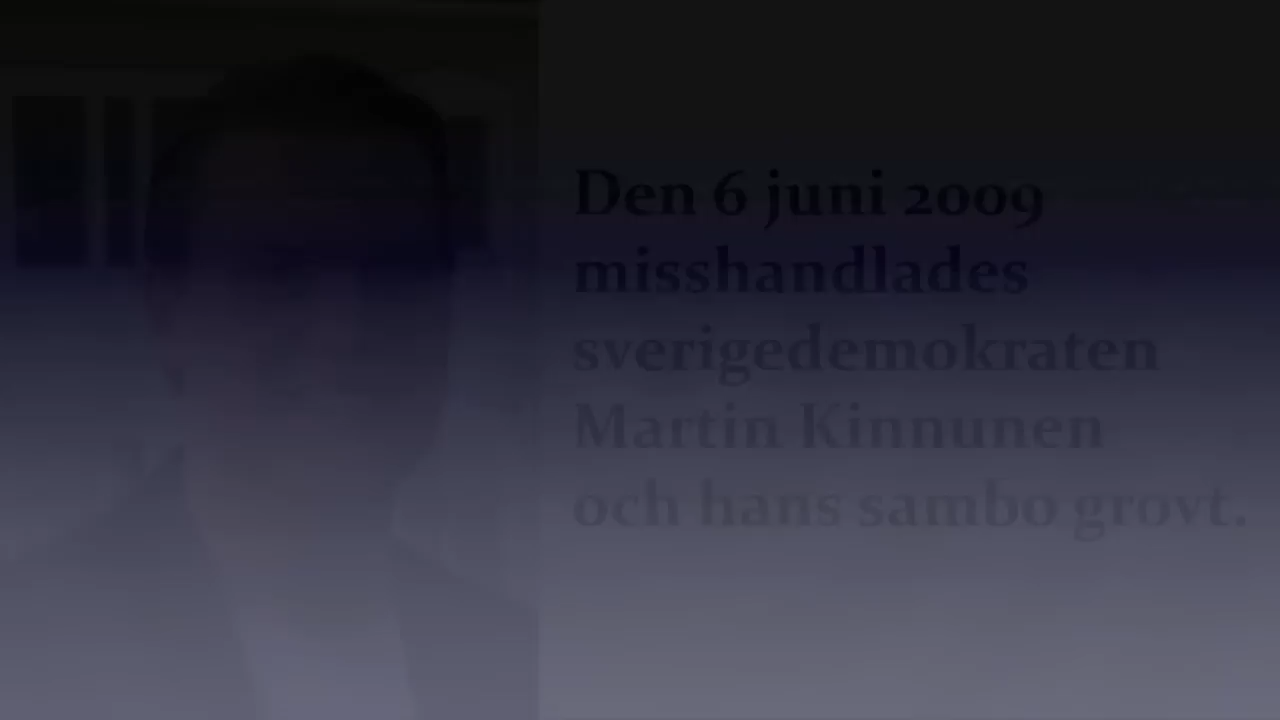 Den 6 juni 2009
misshandlades
sverigedemokraten
Martin Kinnunen
och hans sambo grovt.